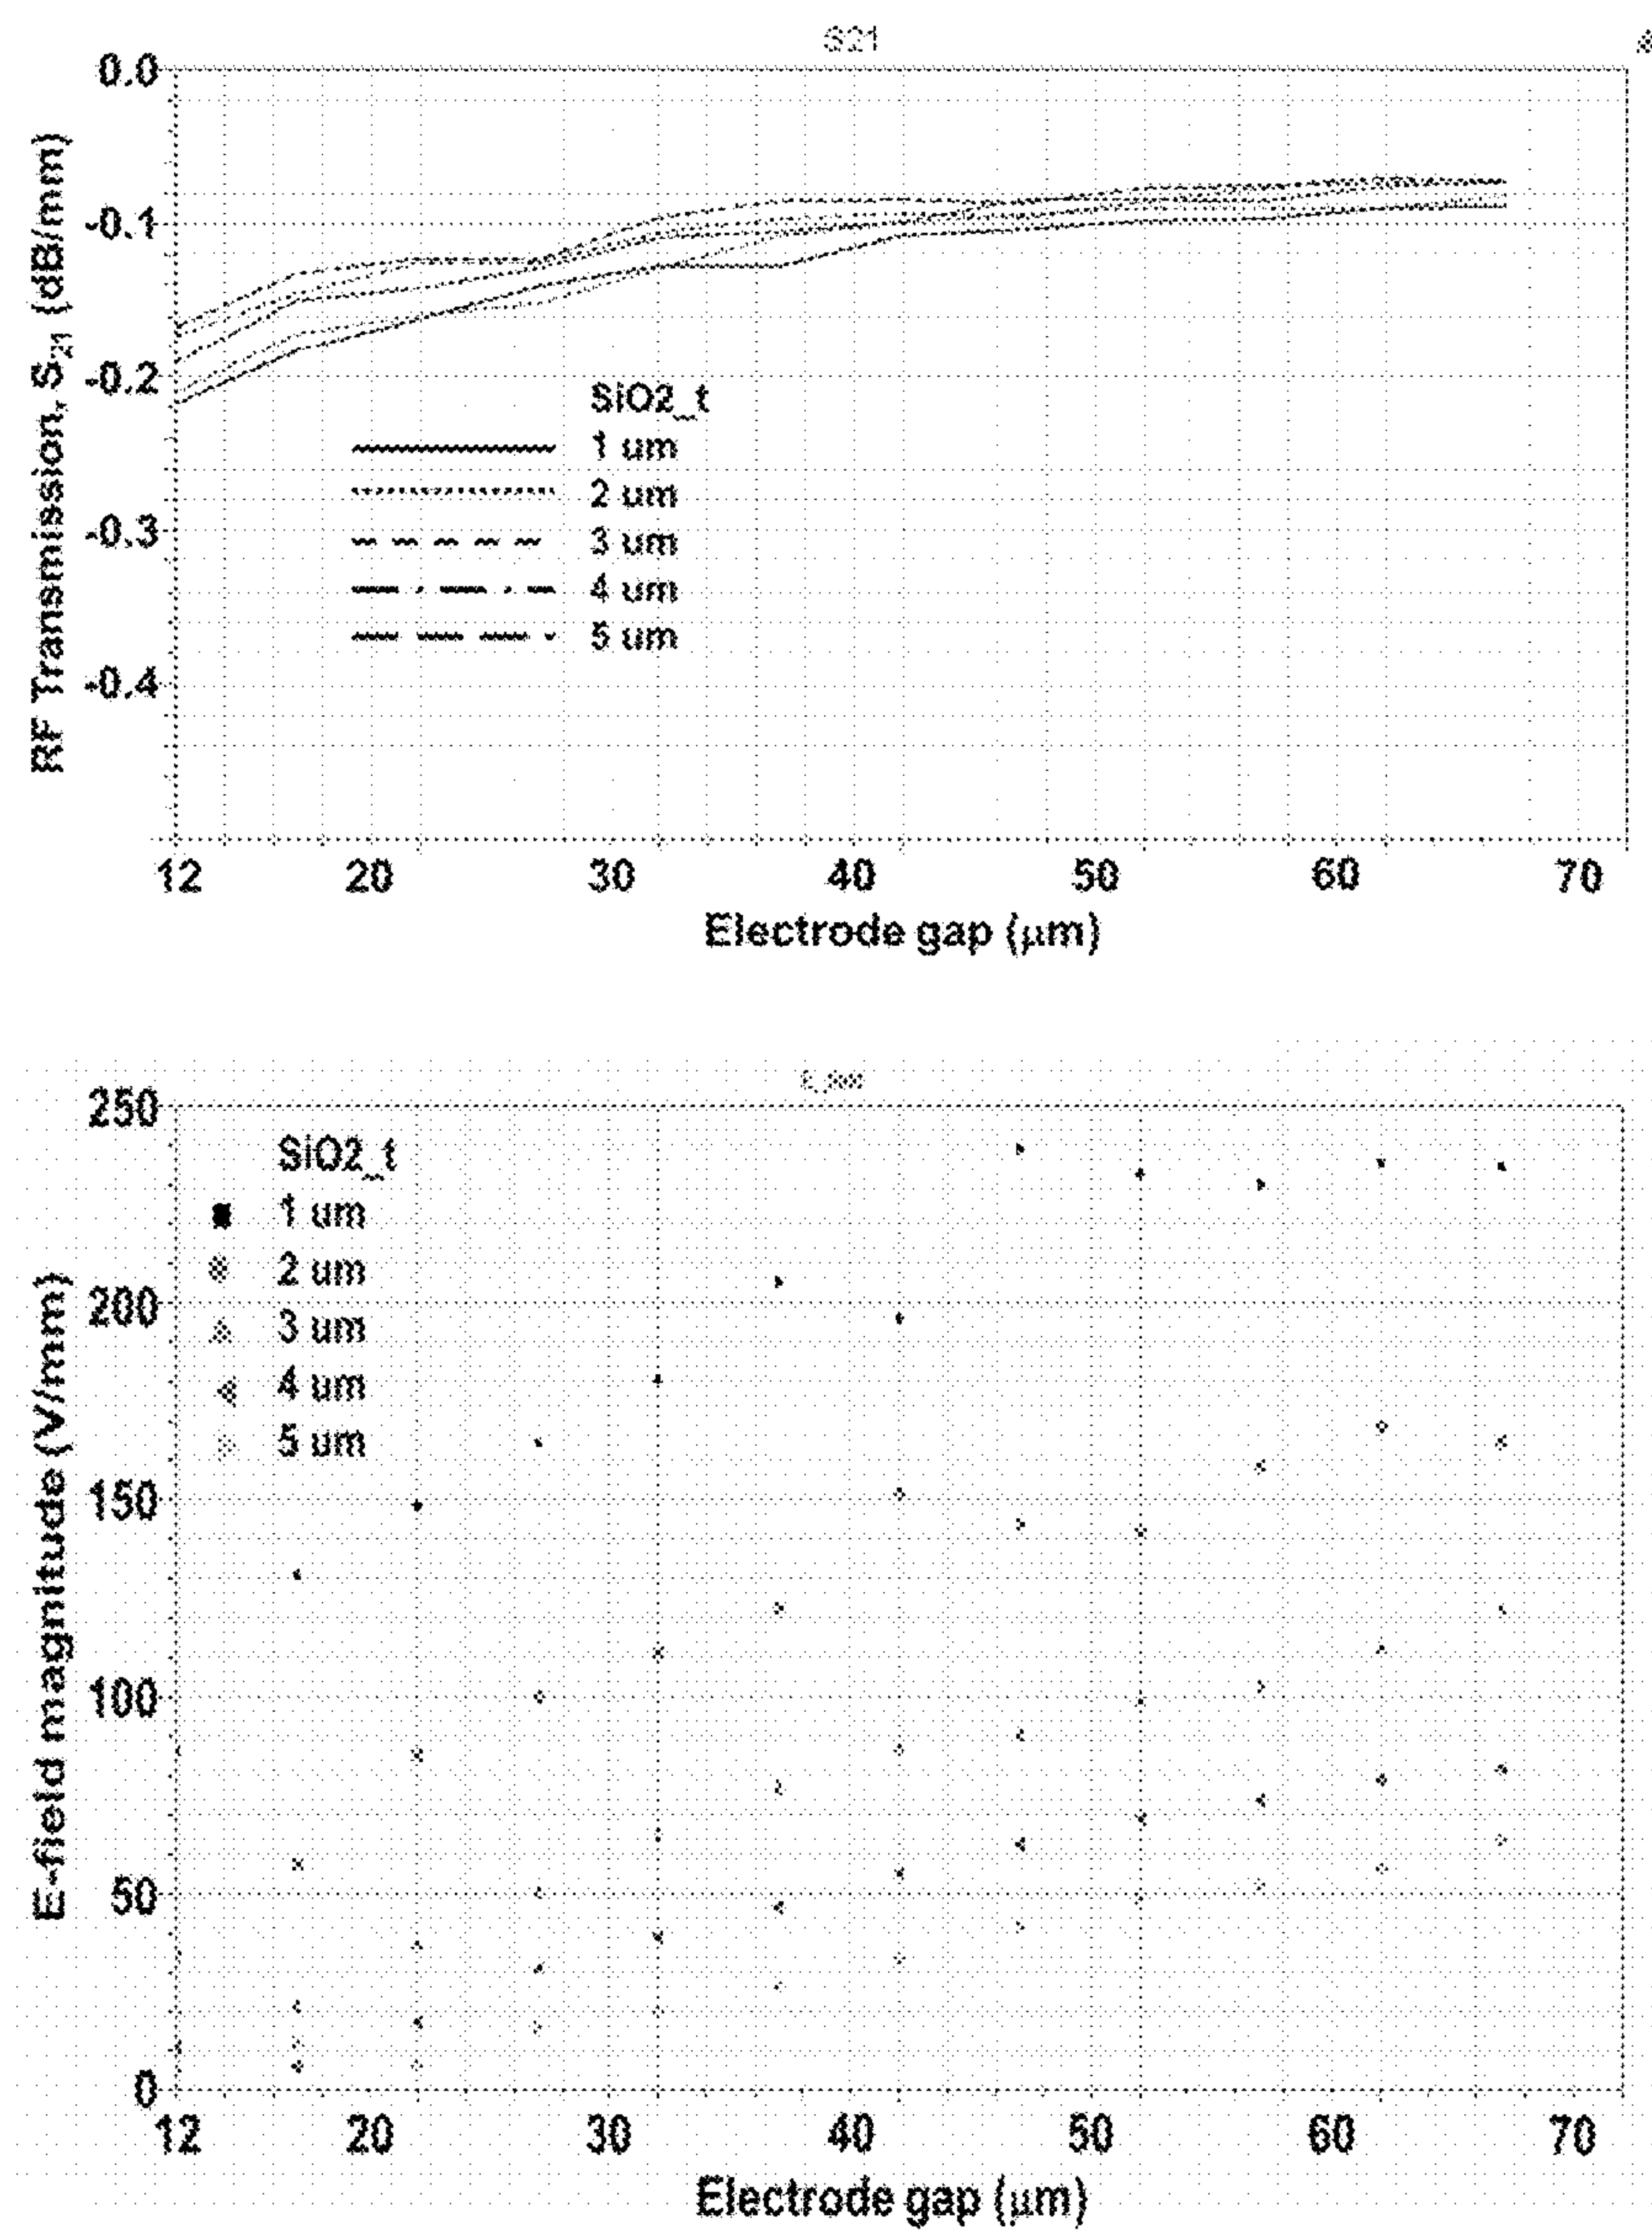 S21
0.0
-0.1
-0.2
-0.3
-0.4
RF Transmission, S21 (dB/mm)
SiO2_t
1 um
2 um
3 um
4 um
5 um
12 20 30 40 50 60 70
Electrode gap (μm)
250
200
150
100
50
0
E-field magnitude (V/mm)
SiO2_t
1 um
2 um
3 um
4 um
5 um
12 20 30 40 50 60 70
Electrode gap (μm)